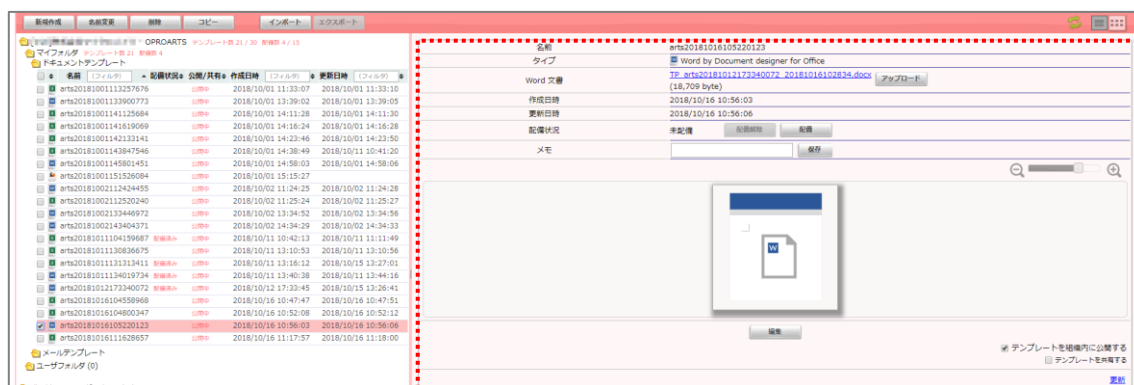 新規作成 名前変更 削除 コピー インポート エクスポート
OPROARTS テンプレート数 21 / 30 配備数 4 / 15
マイフォルダ テンプレート数 21 配備数 4
ドキュメントテンプレート
名前 (フィルタ) 配備状況 公開/共有 作成日時 (フィルタ) 更新日時 (フィルタ)
arts20181001113257676 公開中 2018/10/01 11:33:07 2018/10/01 11:33:10
arts20181001133900773 公開中 2018/10/01 13:39:02 2018/10/01 13:39:05
arts20181001141125684 公開中 2018/10/01 14:11:28 2018/10/01 14:11:30
arts20181001141619069 公開中 2018/10/01 14:16:24 2018/10/01 14:16:28
arts20181001142133141 公開中 2018/10/01 14:23:46 2018/10/01 14:23:50
arts20181001143847546 公開中 2018/10/01 14:38:49 2018/10/11 10:41:20
arts20181001145801451 公開中 2018/10/01 14:58:03 2018/10/01 14:58:06
arts20181001151526084 公開中 2018/10/01 15:15:27
arts20181002112424455 公開中 2018/10/02 11:24:25 2018/10/02 11:24:28
arts20181002112520240 公開中 2018/10/02 11:25:24 2018/10/02 11:25:27
arts20181002133446972 公開中 2018/10/02 13:34:52 2018/10/02 13:34:56
arts20181002143404371 公開中 2018/10/02 14:34:29 2018/10/02 14:34:33
arts20181011104159687 配備済み 公開中 2018/10/11 10:42:13 2018/10/11 11:11:49
arts20181011130836675 公開中 2018/10/11 13:10:53 2018/10/11 13:10:56
arts20181011131313411 配備済み 公開中 2018/10/11 13:16:12 2018/10/15 13:27:01
arts20181011134019734 配備済み 公開中 2018/10/11 13:40:38 2018/10/11 13:44:16
arts20181012173340072 配備済み 公開中 2018/10/12 17:33:45 2018/10/15 13:26:41
arts20181016104558968 公開中 2018/10/16 10:47:47 2018/10/16 10:47:51
arts20181016104800347 公開中 2018/10/16 10:52:08 2018/10/16 10:52:12
arts20181016105220123 公開中 2018/10/16 10:56:03 2018/10/16 10:56:06
arts20181016111628657 公開中 2018/10/16 11:17:57 2018/10/16 11:18:00
メールテンプレート
ユーザフォルダ (0)
名前 arts20181016105220123
タイプ Word by Document designer for Office
Word 文書 TP_arts20181012173340072_20181016102834.docx アップロード
(18,709 byte)
作成日時 2018/10/16 10:56:03
更新日時 2018/10/16 10:56:06
配備状況 未配備 配備解除 配備
メモ 保存
W
編集
テンプレートを組織内に公開する
テンプレートを共有する
更新